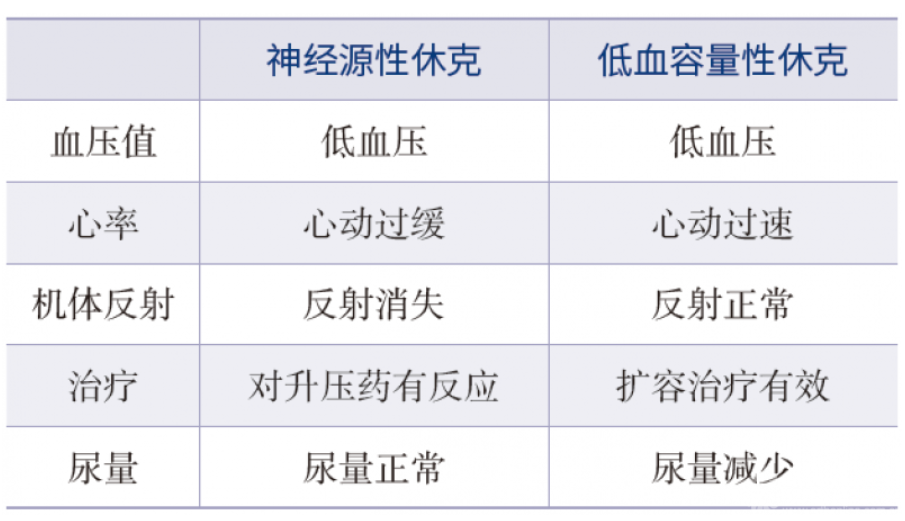 神经源性休克 低血容量性休克
血压值 低血压 低血压
心率 心动过缓 心动过速
机体反射 反射消失 反射正常
治疗 对升压药有反应 扩容治疗有效
尿量 尿量正常 尿量减少